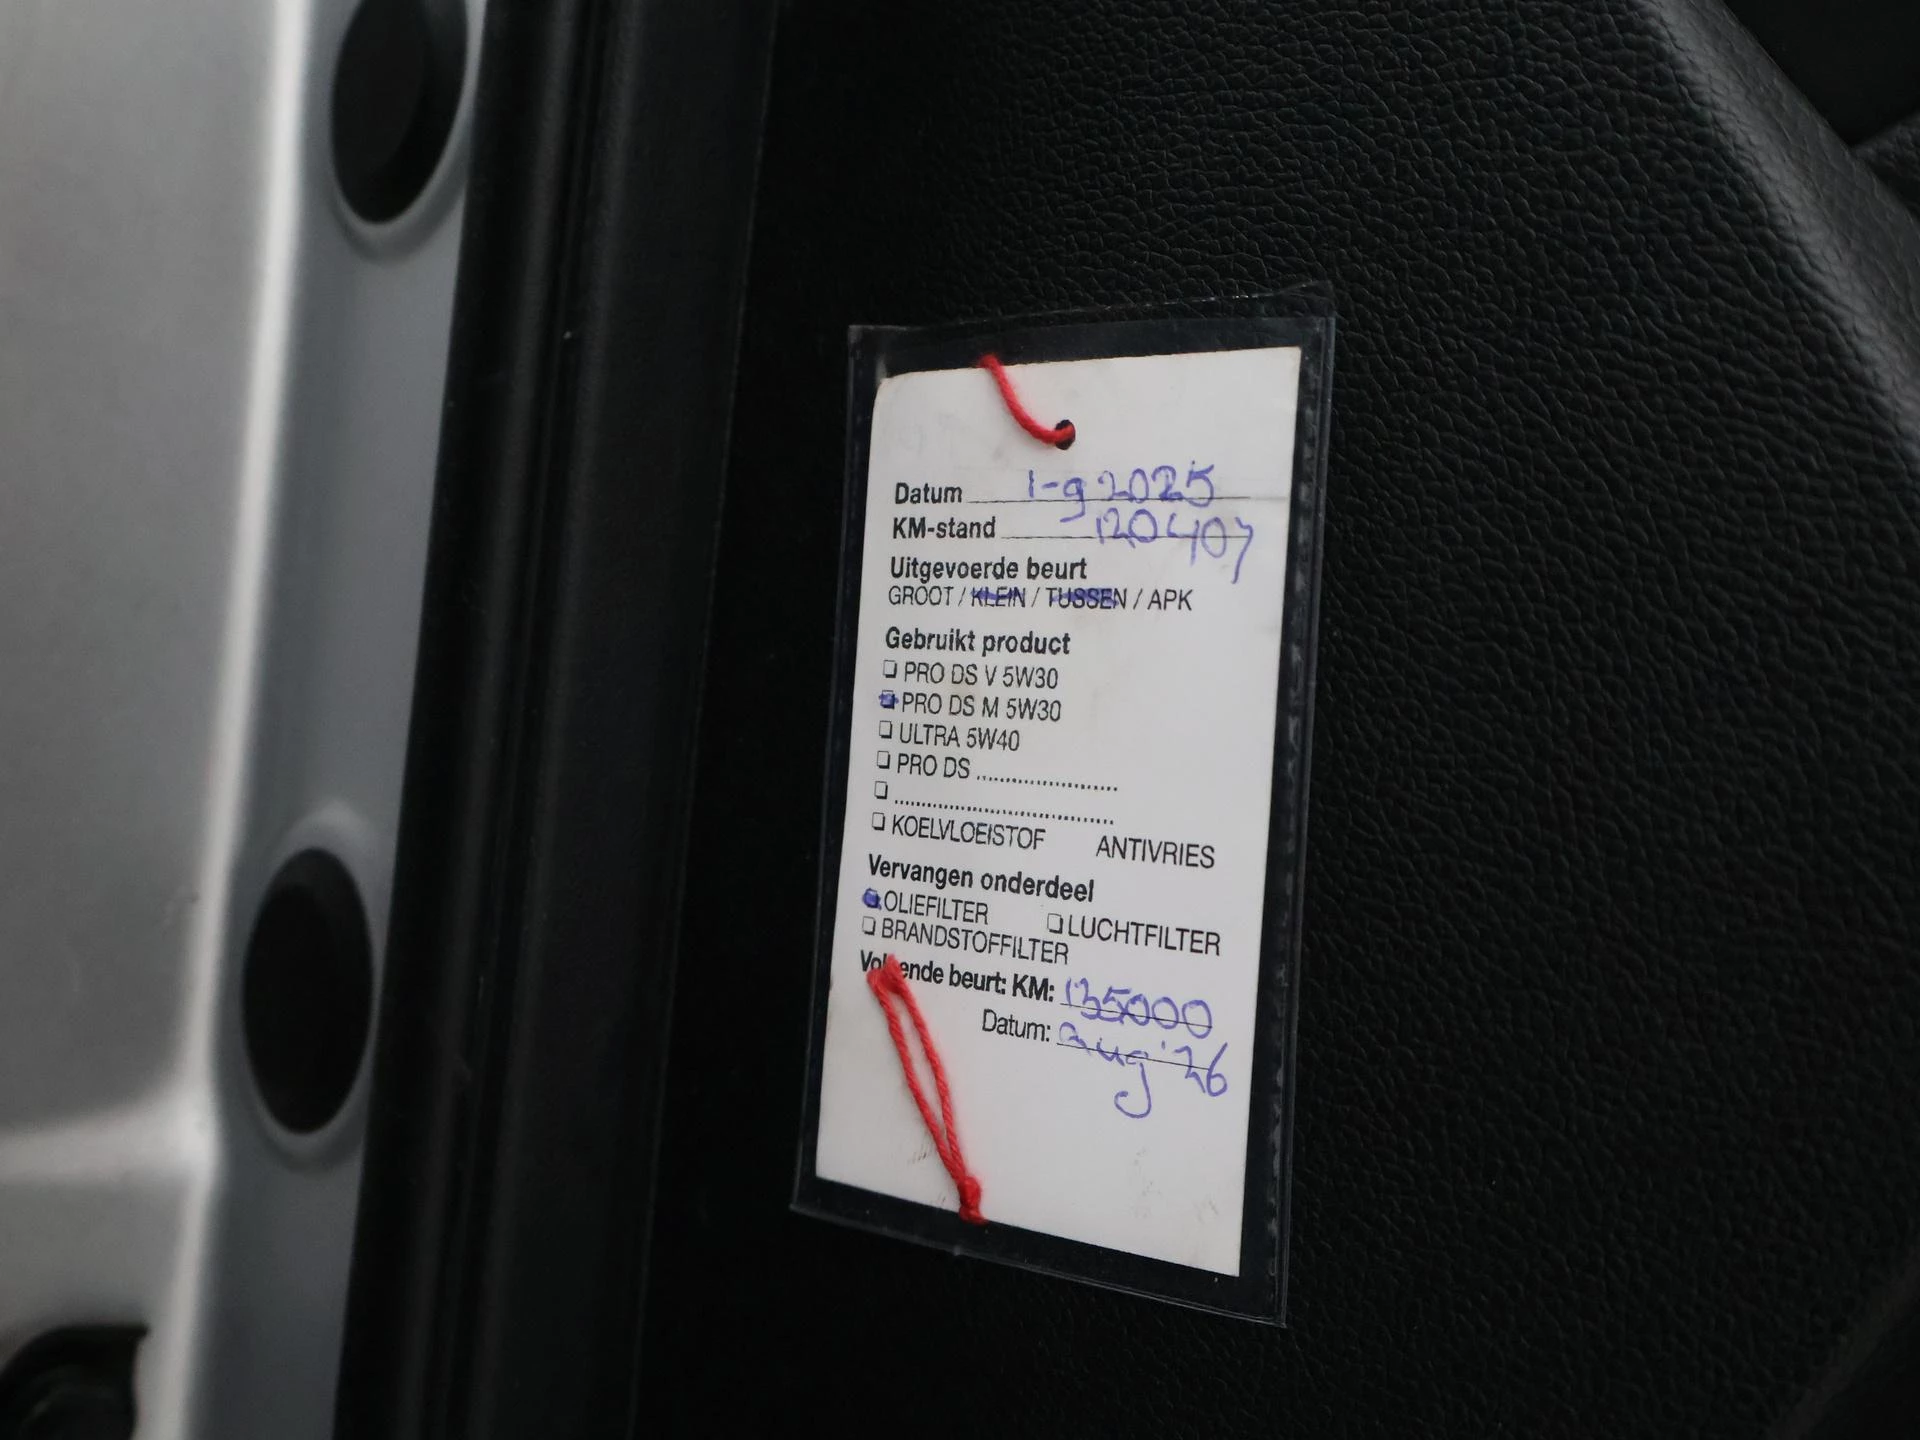 Datum 1-9 2025
KM-stand 120407
Uitgevoerde beurt
GROOT / KLEIN / TUSSEN / APK
Gebruikt product
PRO DS V 5W30
PRO DS M 5W30
ULTRA 5W40
PRO DS ........................
........................................
KOELVLOEISTOF ANTIVRIES
Vervangen onderdeel
OLIEFILTER LUCHTFILTER
BRANDSTOFFILTER
Volgende beurt: KM: 135000
Datum: aug '26